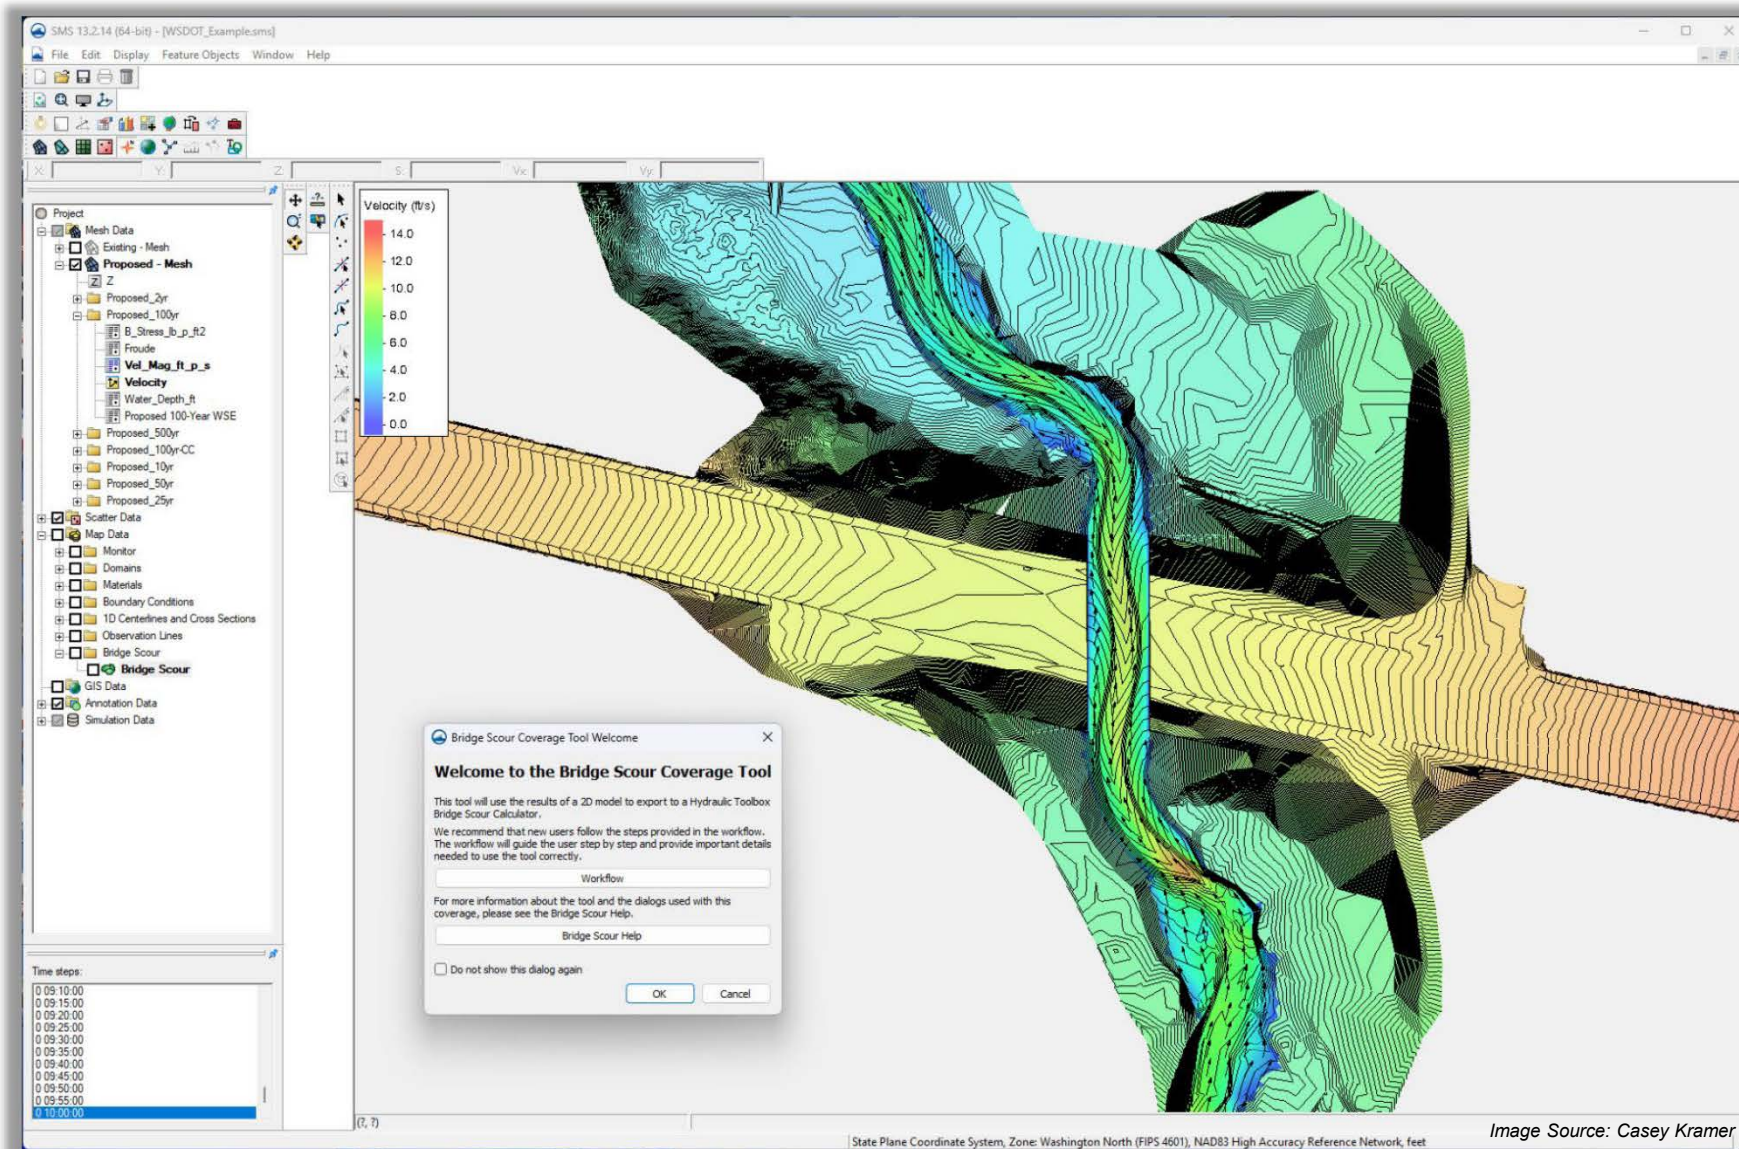 SMS 13.2.14 (64-bit) - [WSDOT_Example.sms]
File Edit Display Feature Objects Window Help
X: Y: Z: S: Vx: Vy:
Project
Mesh Data
Existing - Mesh
Proposed - Mesh
Z Z
Proposed_2yr
Proposed_100yr
B_Stress_lb_p_ft2
Froude
Vel_Mag_ft_p_s
Velocity
Water_Depth_ft
Proposed 100-Year WSE
Proposed_500yr
Proposed_100yr-CC
Proposed_10yr
Proposed_50yr
Proposed_25yr
Scatter Data
Map Data
Monitor
Domains
Materials
Boundary Conditions
1D Centerlines and Cross Sections
Observation Lines
Bridge Scour
Bridge Scour
GIS Data
Annotation Data
Simulation Data
Velocity (ft/s)
14.0
12.0
10.0
8.0
6.0
4.0
2.0
0.0
Bridge Scour Coverage Tool Welcome
Welcome to the Bridge Scour Coverage Tool
This tool will use the results of a 2D model to export to a Hydraulic Toolbox
Bridge Scour Calculator.
We recommend that new users follow the steps provided in the workflow.
The workflow will guide the user step by step and provide important details
needed to use the tool correctly.
Workflow
For more information about the tool and the dialogs used with this
coverage, please see the Bridge Scour Help.
Bridge Scour Help
Do not show this dialog again
OK Cancel
Time steps:
0 09:10:00
0 09:15:00
0 09:20:00
0 09:25:00
0 09:30:00
0 09:35:00
0 09:40:00
0 09:45:00
0 09:50:00
0 09:55:00
0 10:00:00
(?, ?)
State Plane Coordinate System, Zone: Washington North (FIPS 4601), NAD83 High Accuracy Reference Network, feet
Image Source: Casey Kramer